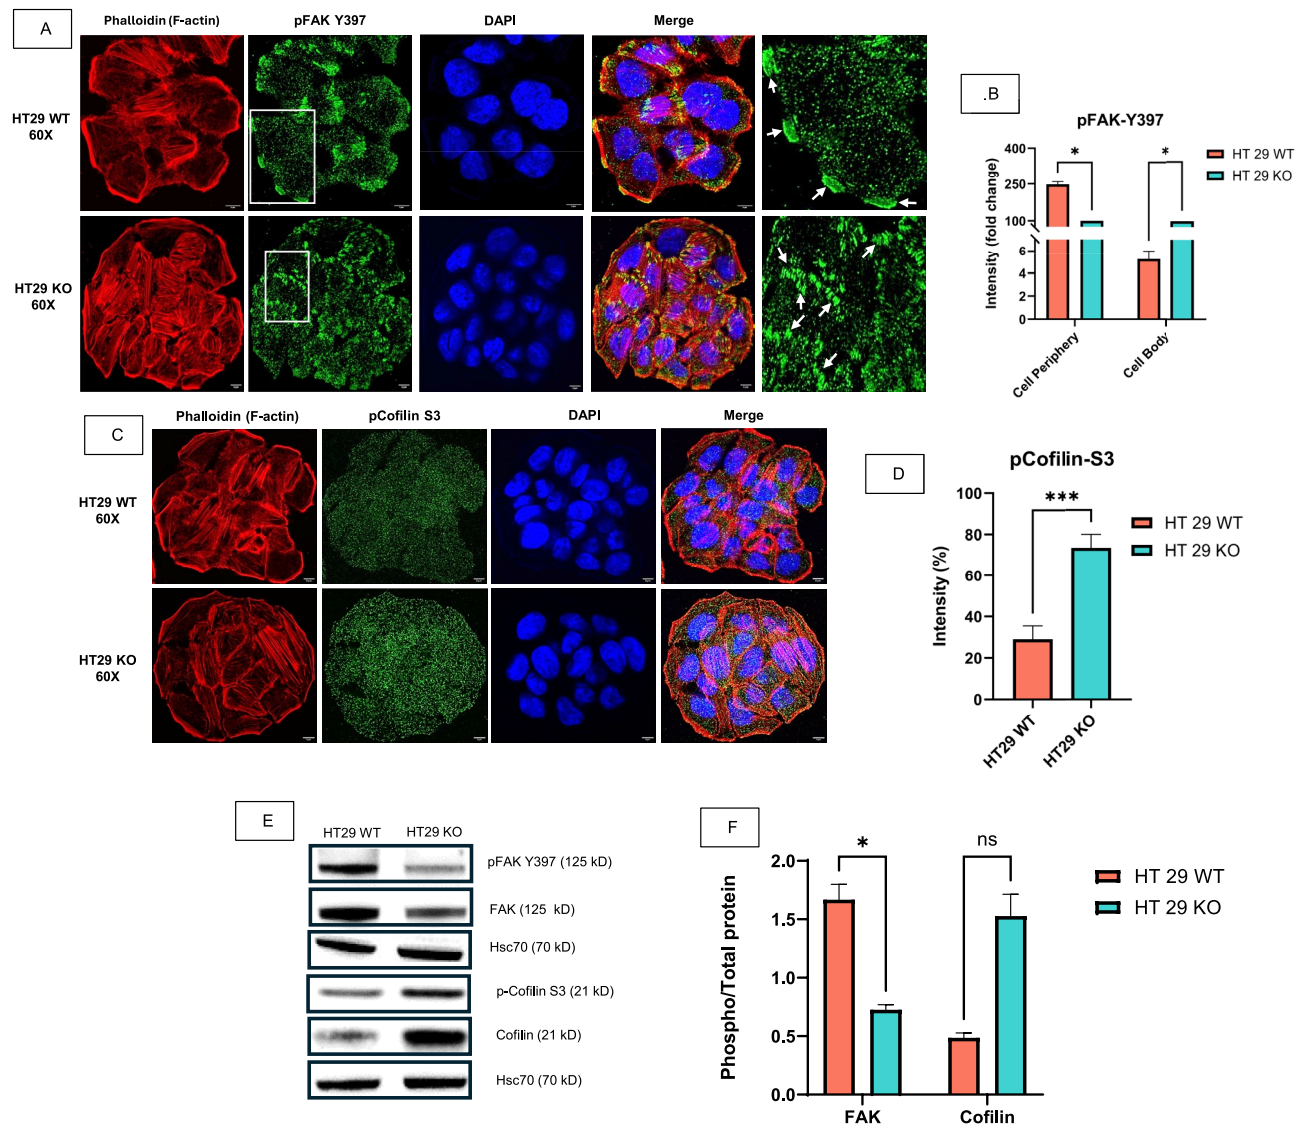 A
Phalloidin (F-actin)
pFAK Y397
DAPI
Merge
HT29 WT
60X
HT29 KO
60X
.B
pFAK-Y397
Intensity (fold change)
400
250
100
6
4
2
0
*
*
Cell Periphery
Cell Body
HT 29 WT
HT 29 KO
C
Phalloidin (F-actin)
pCofilin S3
DAPI
Merge
HT29 WT
60X
HT29 KO
60X
D
pCofilin-S3
Intensity (%)
100
80
60
40
20
0
***
HT29 WT
HT29 KO
HT 29 WT
HT 29 KO
E
HT29 WT
HT29 KO
pFAK Y397 (125 kD)
FAK (125 kD)
Hsc70 (70 kD)
p-Cofilin S3 (21 kD)
Cofilin (21 kD)
Hsc70 (70 kD)
F
Phospho/Total protein
2.0
1.5
1.0
0.5
0.0
*
ns
FAK
Cofilin
HT 29 WT
HT 29 KO